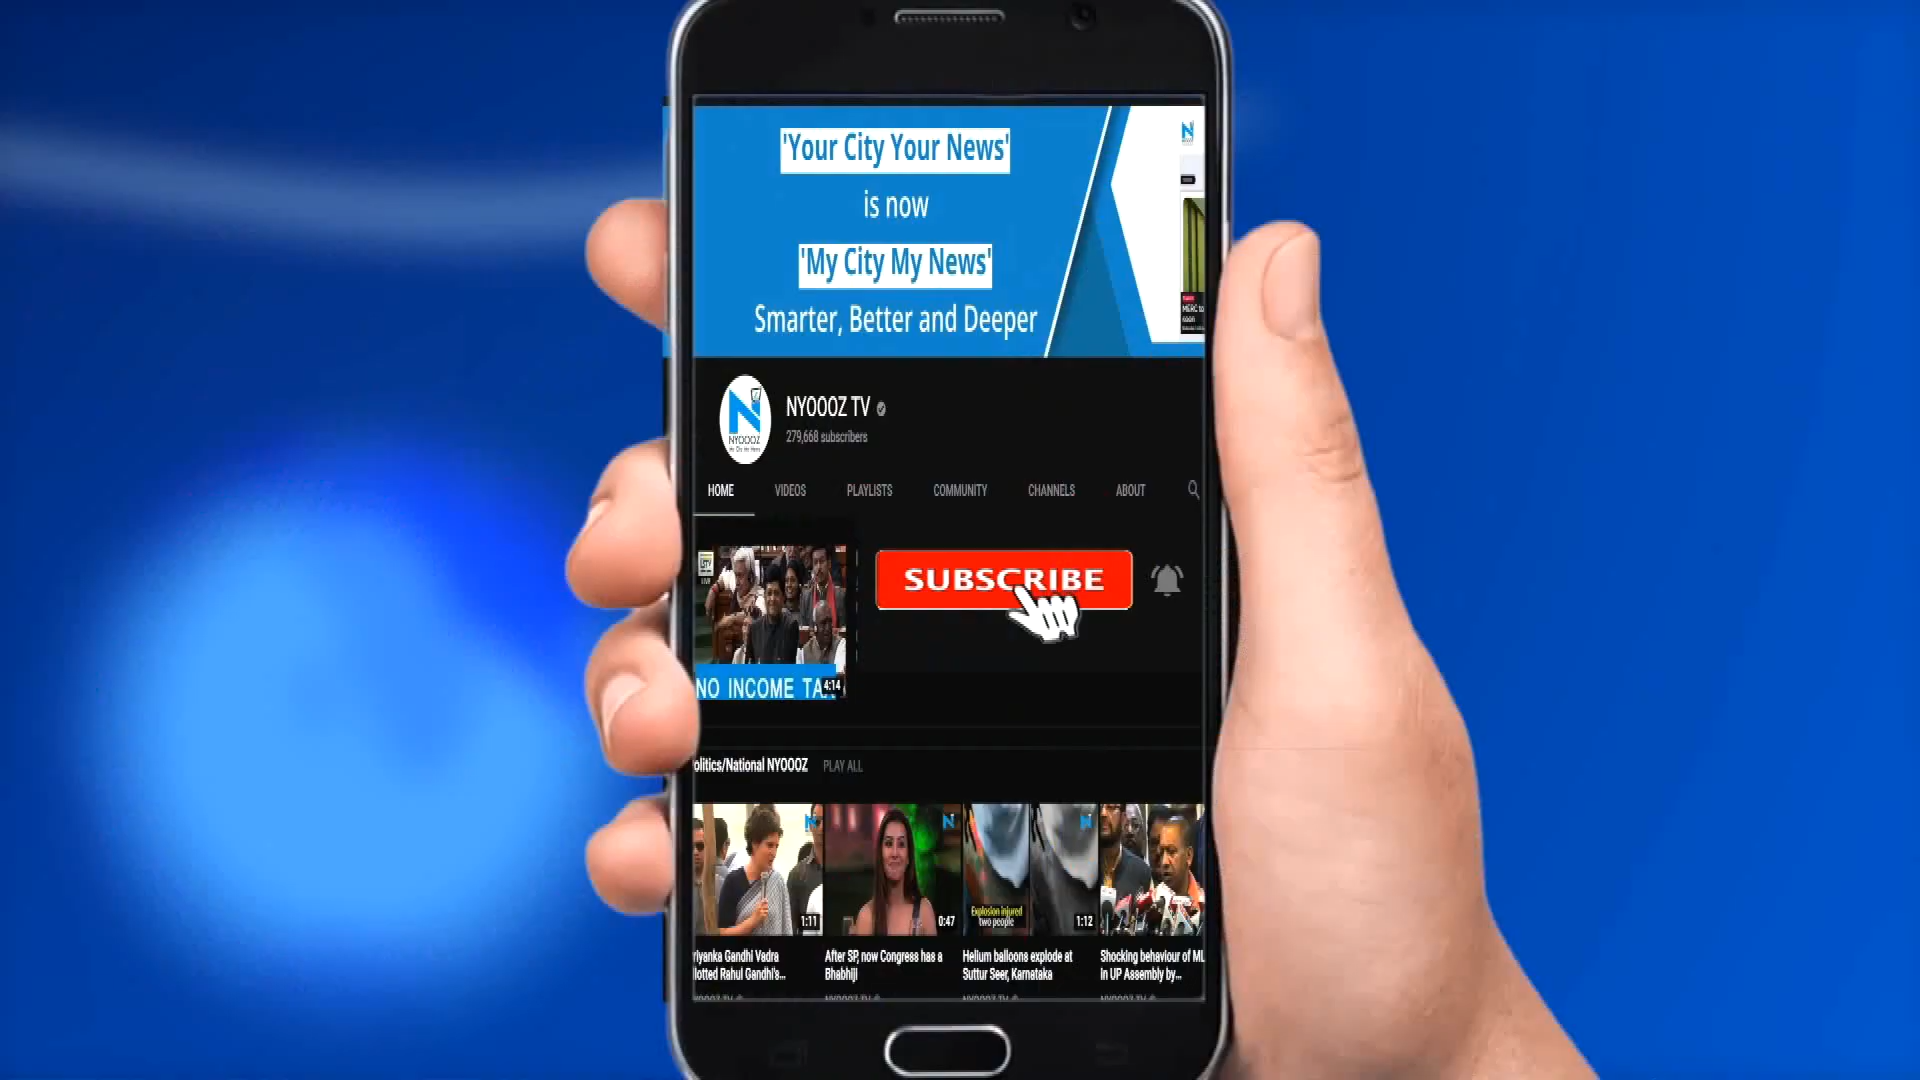 'Your City Your News'
is now
'My City My News'
Smarter, Better and Deeper
NYOOOZ TV
279,668 subscribers
NYOOOZ
HOME VIDEOS PLAYLISTS COMMUNITY CHANNELS ABOUT
LIVE
SUBSCRIBE
NO INCOME TA
4:14
olitics/National NYOOOZ PLAY ALL
Explosion injured
two people
1:11 0:47 1:12
riyanka Gandhi Vadra
lotted Rahul Gandhi's...
After SP, now Congress has a
Bhabhiji
Helium balloons explode at
Suttur Seer, Karnataka
Shocking behaviour of ML
in UP Assembly by...